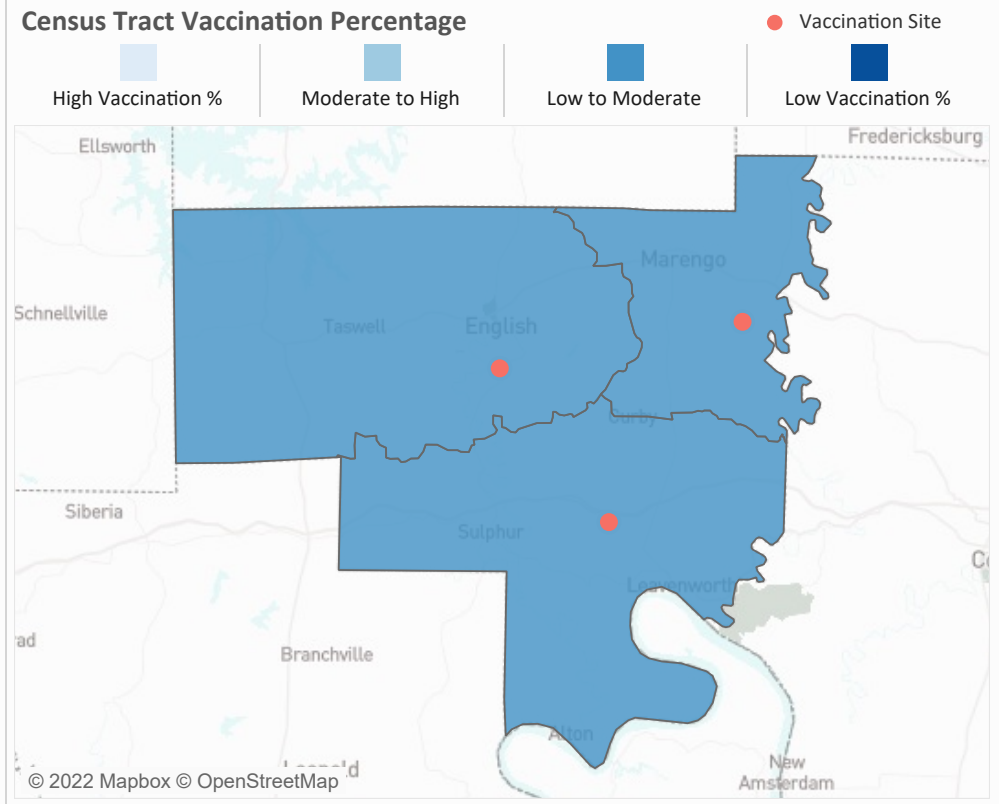 Census Tract Vaccination Percentage
Vaccination Site
High Vaccination %
Moderate to High
Low to Moderate
Low Vaccination %
Ellsworth
Fredericksburg
Marengo
Schnellville
Taswell
English
Curby
Siberia
Sulphur
Leavenworth
Branchville
Alton
New
Amsterdam
© 2022 Mapbox © OpenStreetMap